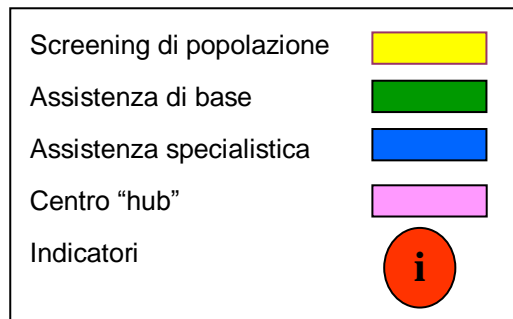 Screening di popolazione
Assistenza di base
Assistenza specialistica
Centro “hub”
Indicatori
i